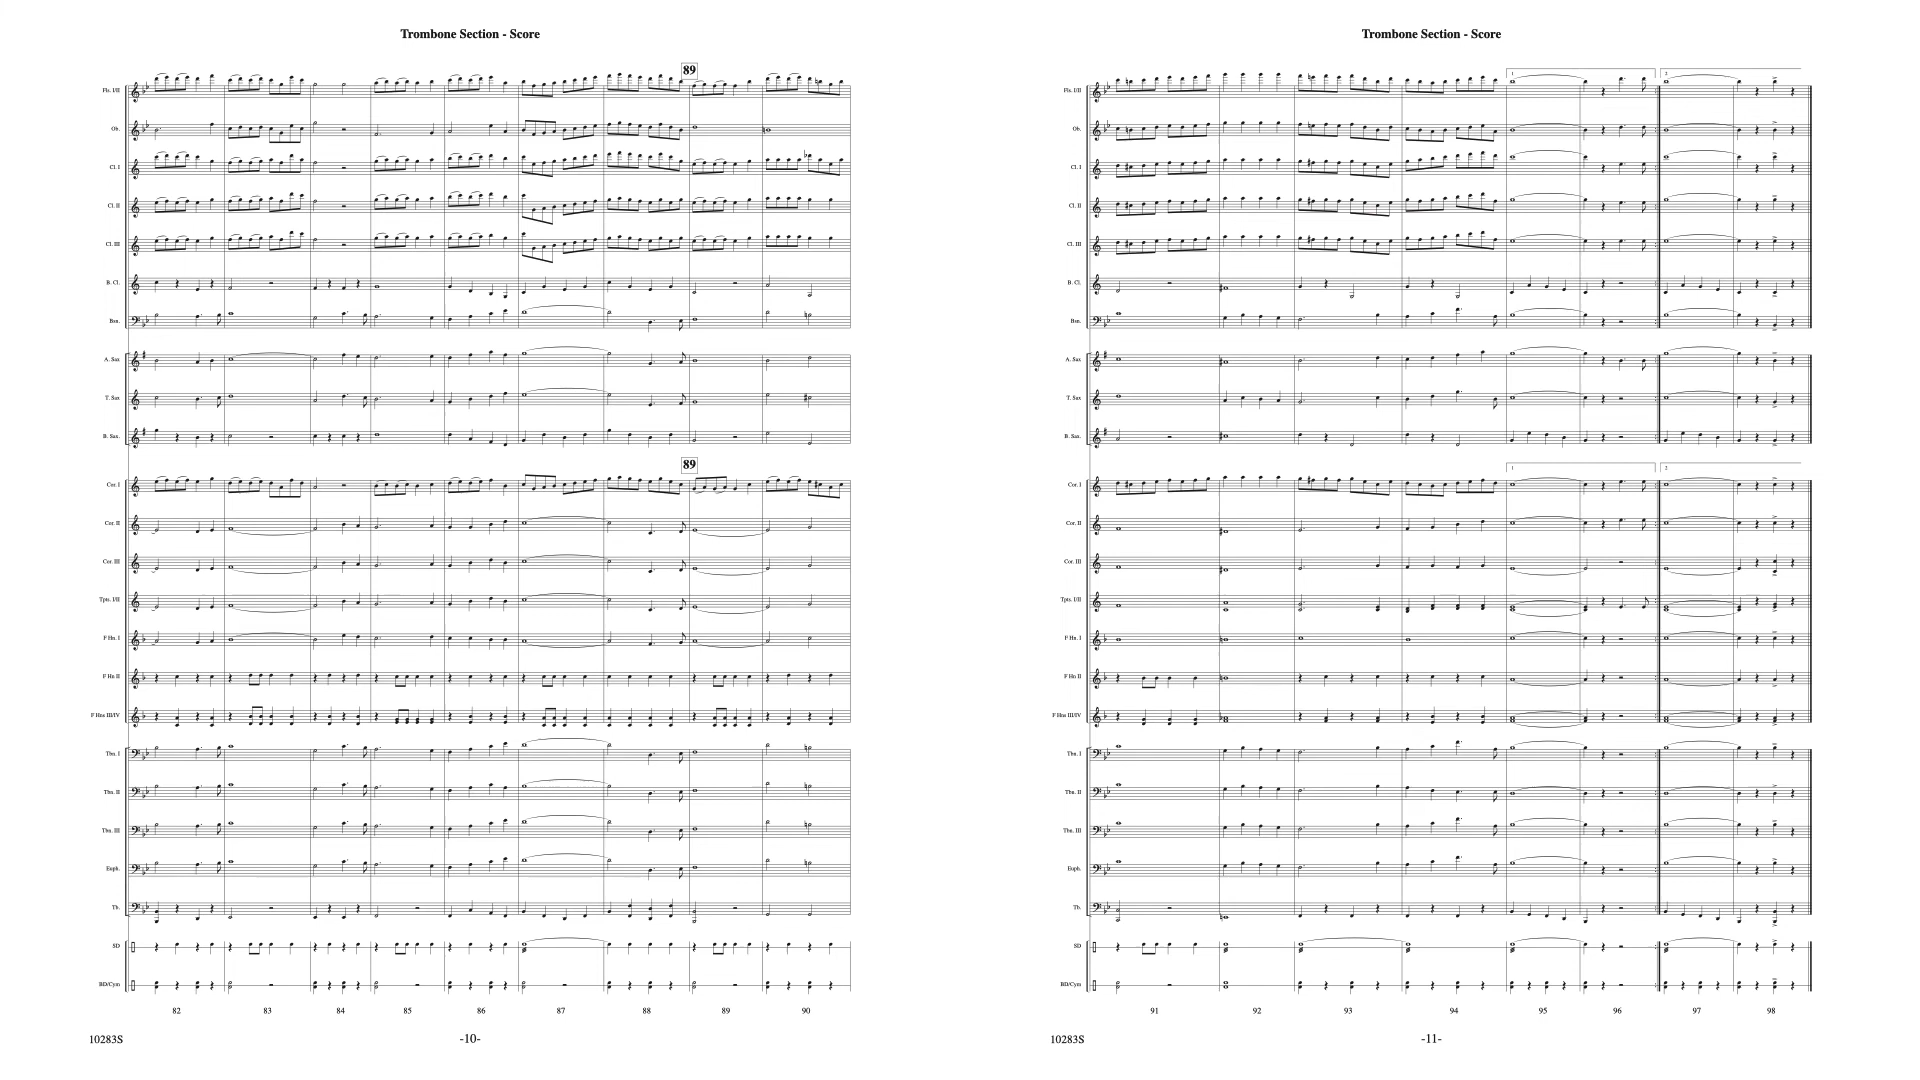 Trombone Section - Score
89
Fls. I/II
Ob.
Cl. I
Cl. II
Cl. III
B. Cl.
Bsn.
A. Sax
T. Sax
B. Sax.
89
Cor. I
Cor. II
Cor. III
Tpts. I/II
F Hn. I
F Hn II
F Hns III/IV
Tbn. I
Tbn. II
Tbn. III
Euph.
Tb.
SD
BD/Cym
82 83 84 85 86 87 88 89 90
10283S
-10-
Trombone Section - Score
1 2
Fls. I/II
Ob.
Cl. I
Cl. II
Cl. III
B. Cl.
Bsn.
A. Sax
T. Sax
B. Sax.
1 2
Cor. I
Cor. II
Cor. III
Tpts. I/II
F Hn. I
F Hn II
F Hns III/IV
Tbn. I
Tbn. II
Tbn. III
Euph.
Tb.
SD
BD/Cym
91 92 93 94 95 96 97 98
10283S
-11-